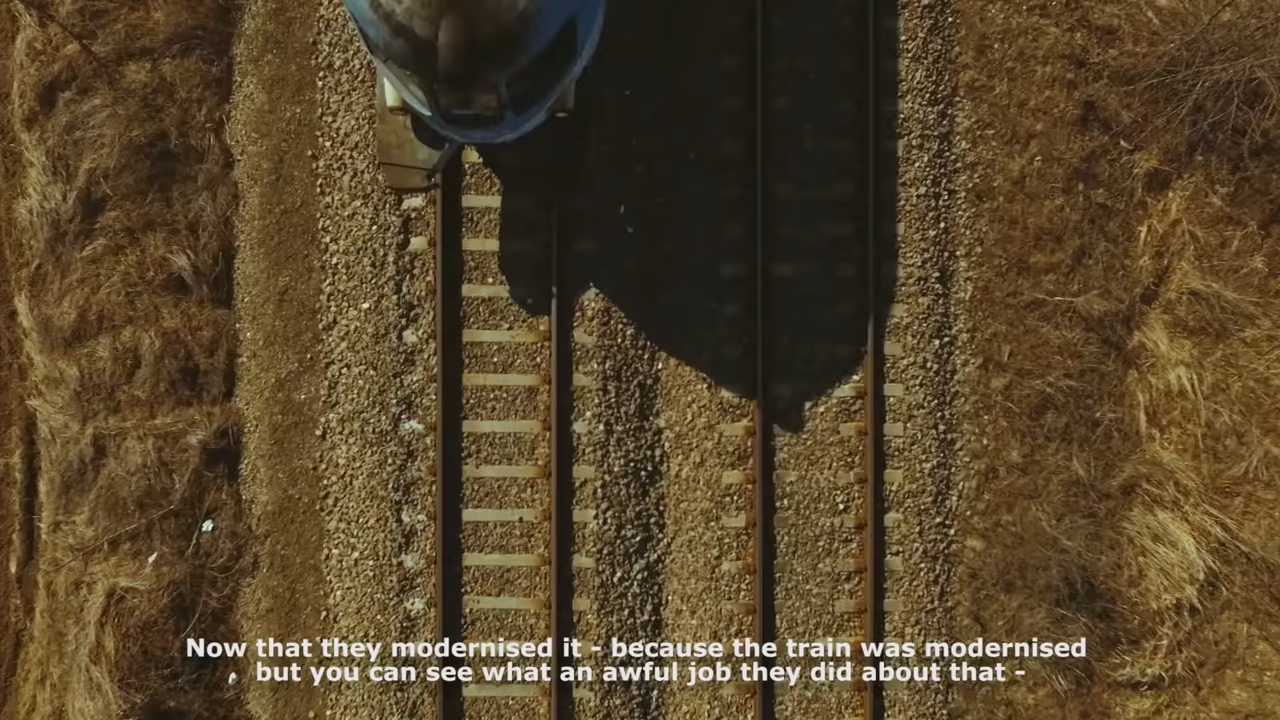 Now that they modernised it - because the train was modernised
but you can see what an awful job they did about that -